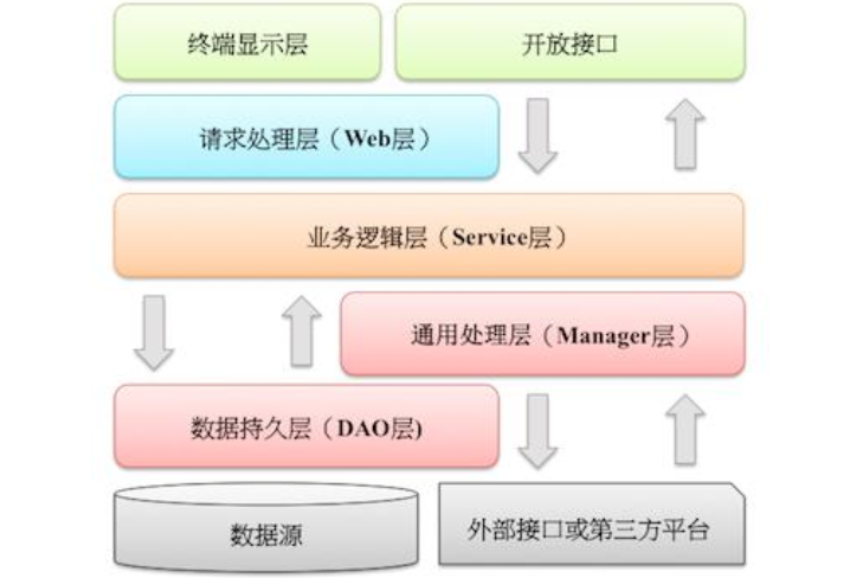 终端显示层
开放接口
请求处理层（Web层）
业务逻辑层（Service层）
通用处理层（Manager层）
数据持久层（DAO层)
数据源
外部接口或第三方平台